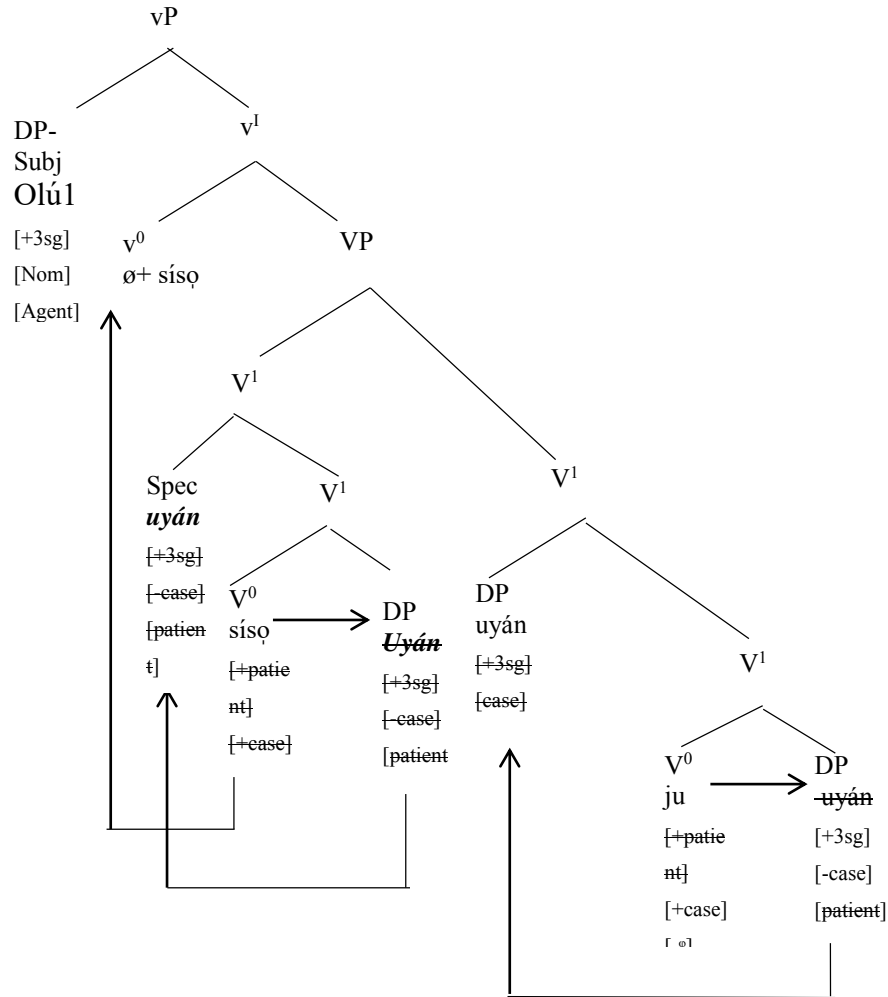 vP
DP-
Subj
Olú1
[+3sg]
[Nom]
[Agent]
vᴵ
v⁰
ø+ síso̩
VP
V¹
Spec
uyán
[+3sg]
[-case]
[patien
t]
V¹
V⁰
síso̩
[+patie
nt]
[+case]
DP
Uyán
[+3sg]
[-case]
[patient
V¹
DP
uyán
[+3sg]
[case]
V¹
V⁰
ju
[+patie
nt]
[+case]
DP
uyán
[+3sg]
[-case]
[patient]